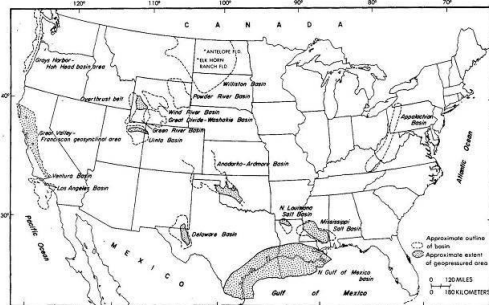 120°
110°
100°
90°
80°
70°
C A N A D A
*ANTELOPE FLD.
*ELK HORN
RANCH FLD.
Grays Harbor-
Hoh Head basin area
Williston Basin
Overthrust belt
Powder River Basin
40°
Wind River Basin
Great Divide-Washakie Basin
Green River Basin
Uinta Basin
Appalachian
Basin
Great Valley-
Franciscan geosynclinal area
Anadarko-Ardmore Basin
Ventura Basin
Los Angeles Basin
30°
N Louisiana
Salt Basin
Mississippi
Salt Basin
Delaware Basin
Pacific Ocean
Atlantic Ocean
M E X I C O
N Gulf of Mexico
basin
Gulf of Mexico
Approximate outline
of basin
Approximate extent
of geopressured area
0 120 MILES
0 180 KILOMETERS